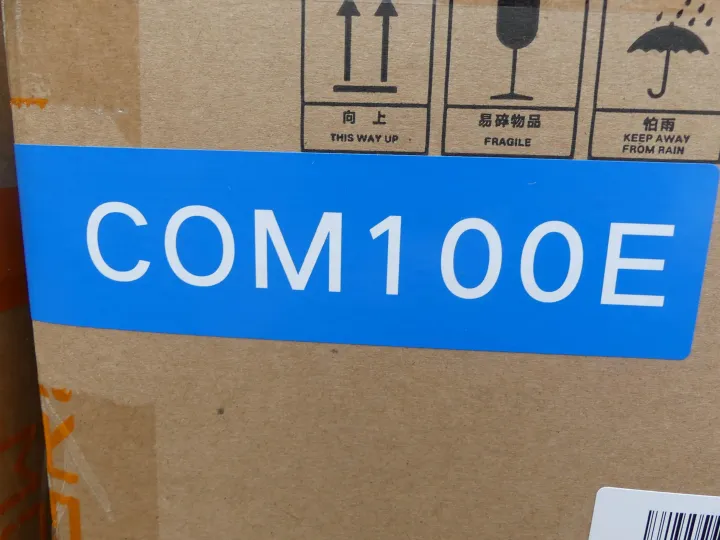 向上
THIS WAY UP
易碎物品
FRAGILE
怕雨
KEEP AWAY
FROM RAIN
COM100E